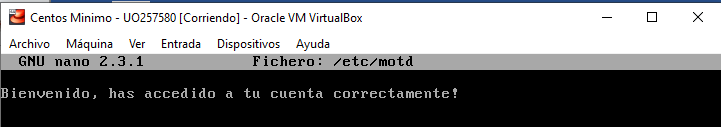 Centos Minimo - UO257580 [Corriendo] - Oracle VM VirtualBox
Archivo Máquina Ver Entrada Dispositivos Ayuda
GNU nano 2.3.1 Fichero: /etc/motd
Bienvenido, has accedido a tu cuenta correctamente!